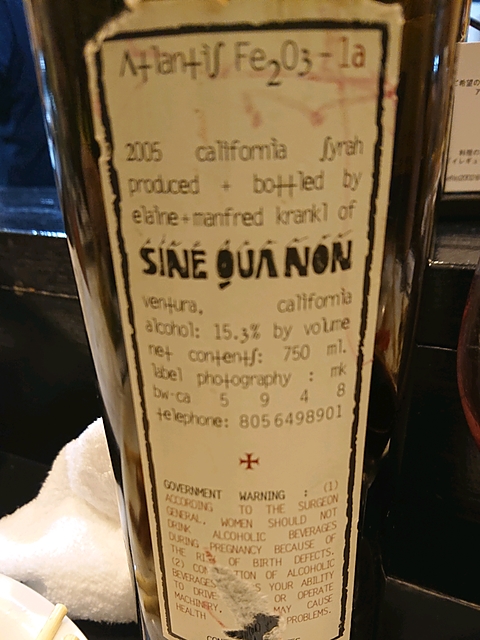 Atlantis Fe2O3-1a
2005 california syrah
produced + bottled by
elaine+manfred krankl of
SINE QUA NON
ventura, california
alcohol: 15.3% by volume
net contents: 750 ml.
label photography : mk
bw-ca 5 9 4 8
telephone: 8056498901
GOVERNMENT WARNING : (1)
ACCORDING TO THE SURGEON
GENERAL, WOMEN SHOULD NOT
DRINK ALCOHOLIC BEVERAGES
DURING PREGNANCY BECAUSE OF
THE OF BIRTH DEFECTS.
(2) OF ALCOHOLIC
BEVERAGES YOUR ABILITY
TO DRIVE OR OPERATE
MACHINERY, MAY CAUSE
HEALTH PROBLEMS.